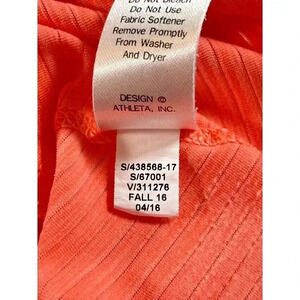 Do Not Bleach
Do Not Use
Fabric Softener
Remove Promptly
From Washer
And Dryer
DESIGN ©
ATHLETA, INC.
S/438568-17
S/67001
V/311276
FALL 16
04/16